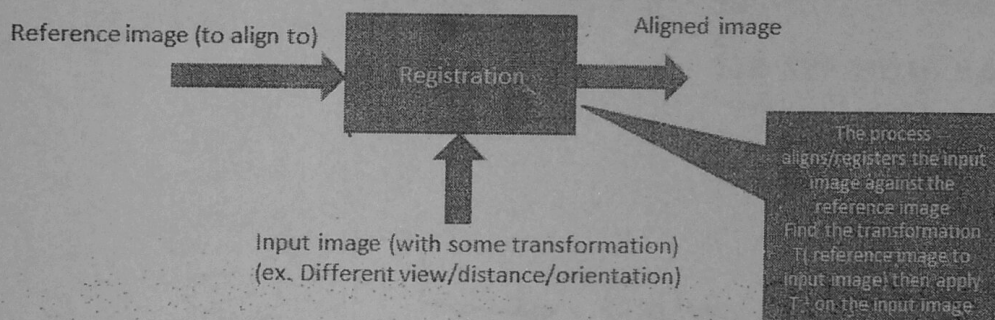 Reference image (to align to)
Aligned image
Registration
Input image (with some transformation)
(ex. Different view/distance/orientation)
The process
aligns/registers the input
image against the
reference image
Find the transformation
T( reference image to
input image) then apply
T⁻¹ on the input image